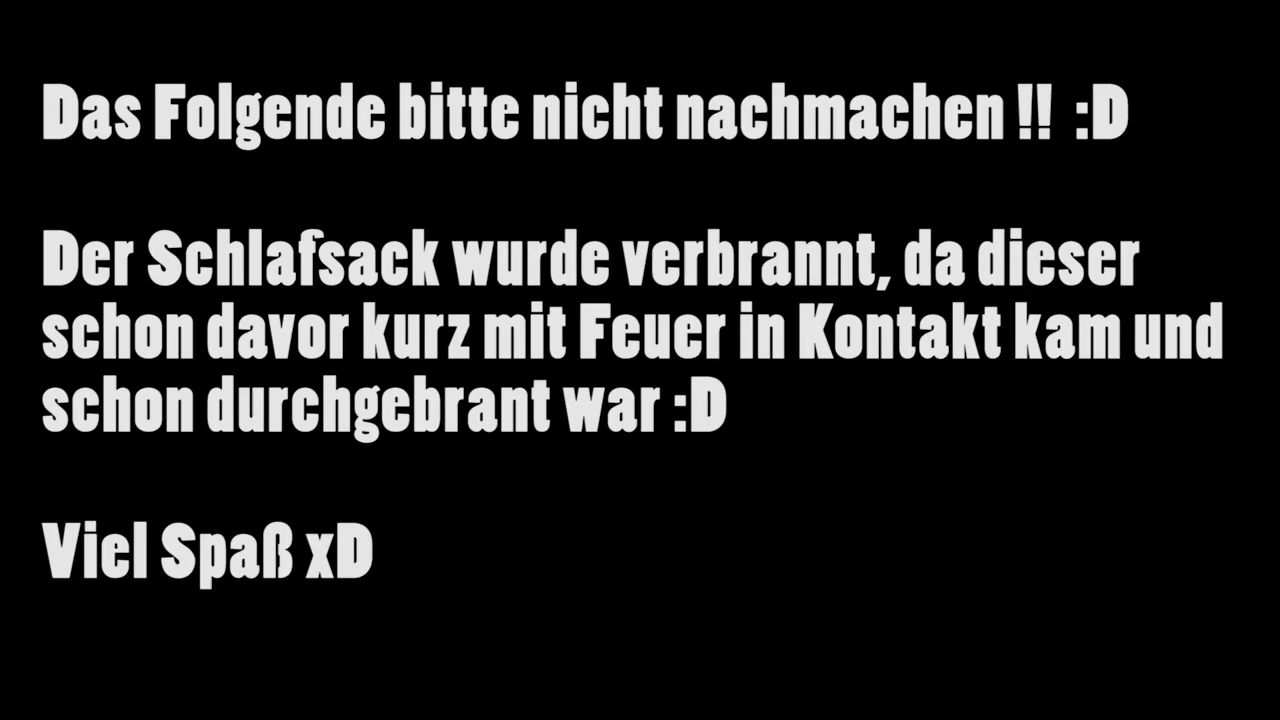 Das Folgende bitte nicht nachmachen !! :D
Der Schlafsack wurde verbrannt, da dieser
schon davor kurz mit Feuer in Kontakt kam und
schon durchgebrant war :D
Viel Spaß xD